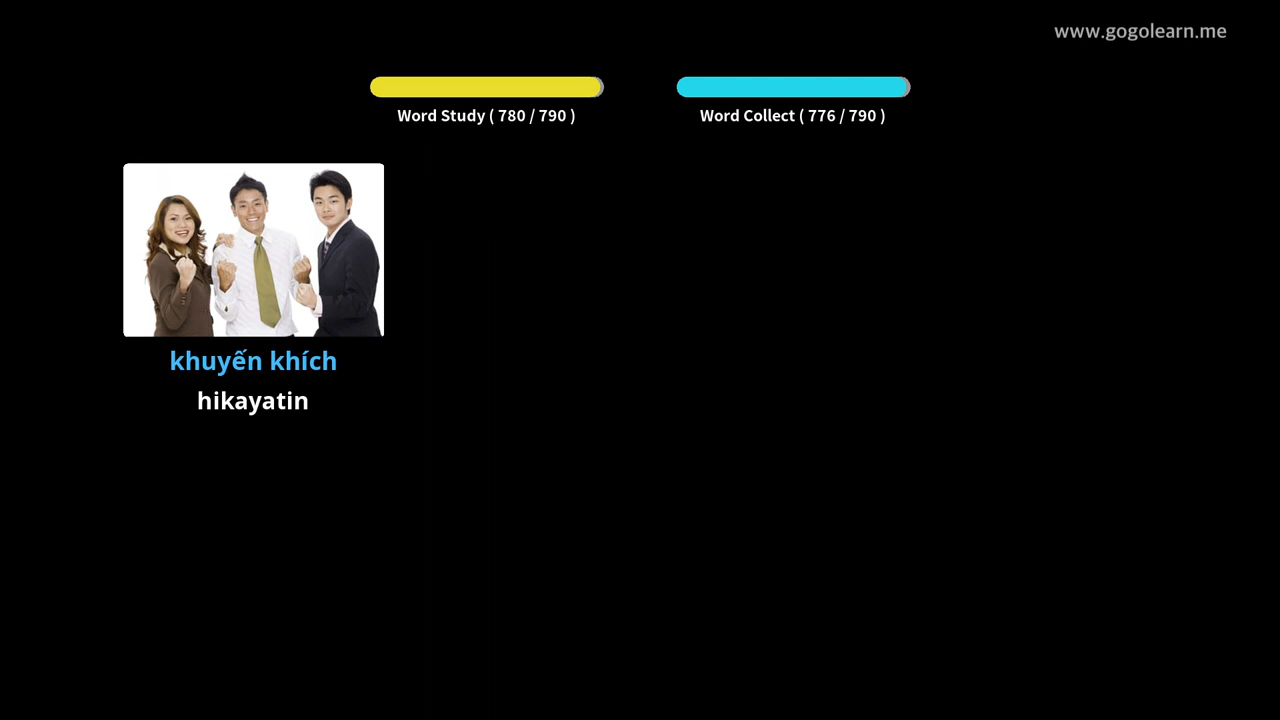 www.gogolearn.me
Word Study ( 780 / 790 )
Word Collect ( 776 / 790 )
khuyến khích
hikayatin